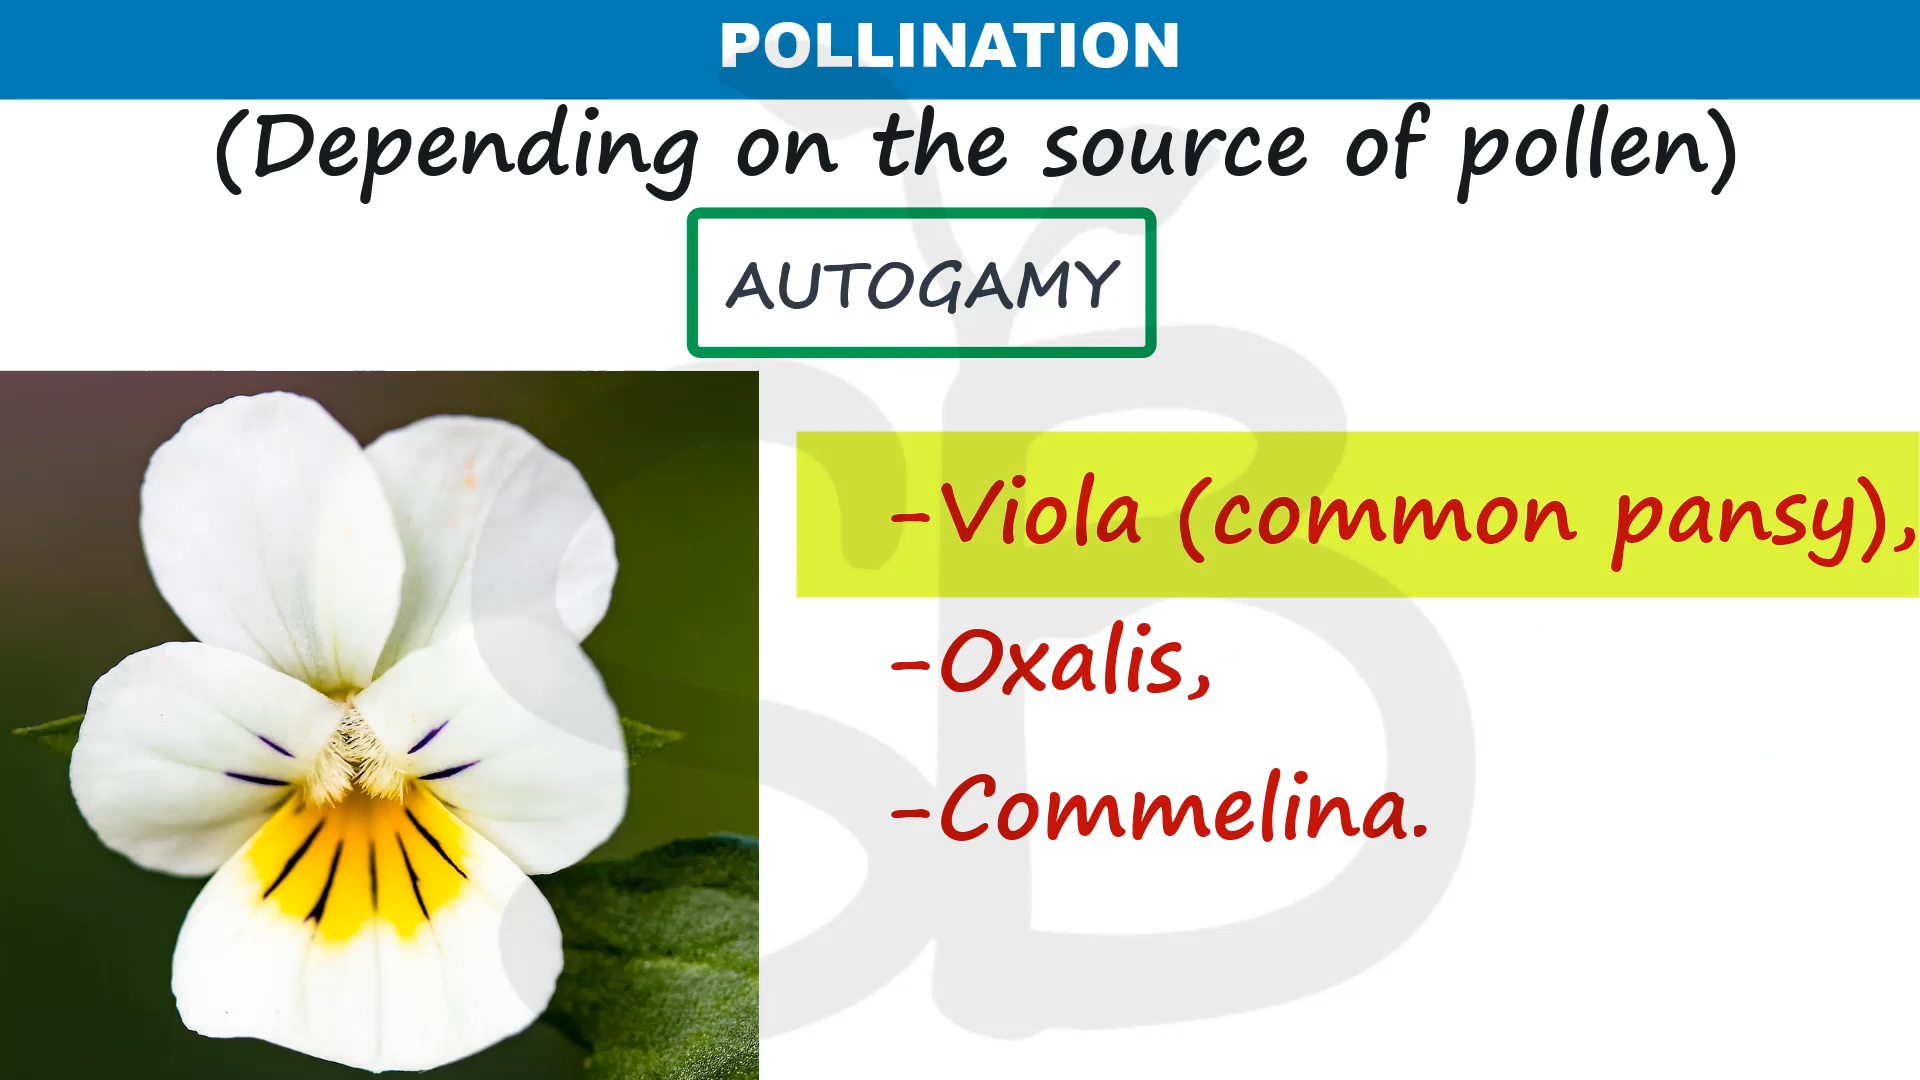 POLLINATION
(Depending on the source of pollen)
AUTOGAMY
-Viola (common pansy),
-Oxalis,
-Commelina.